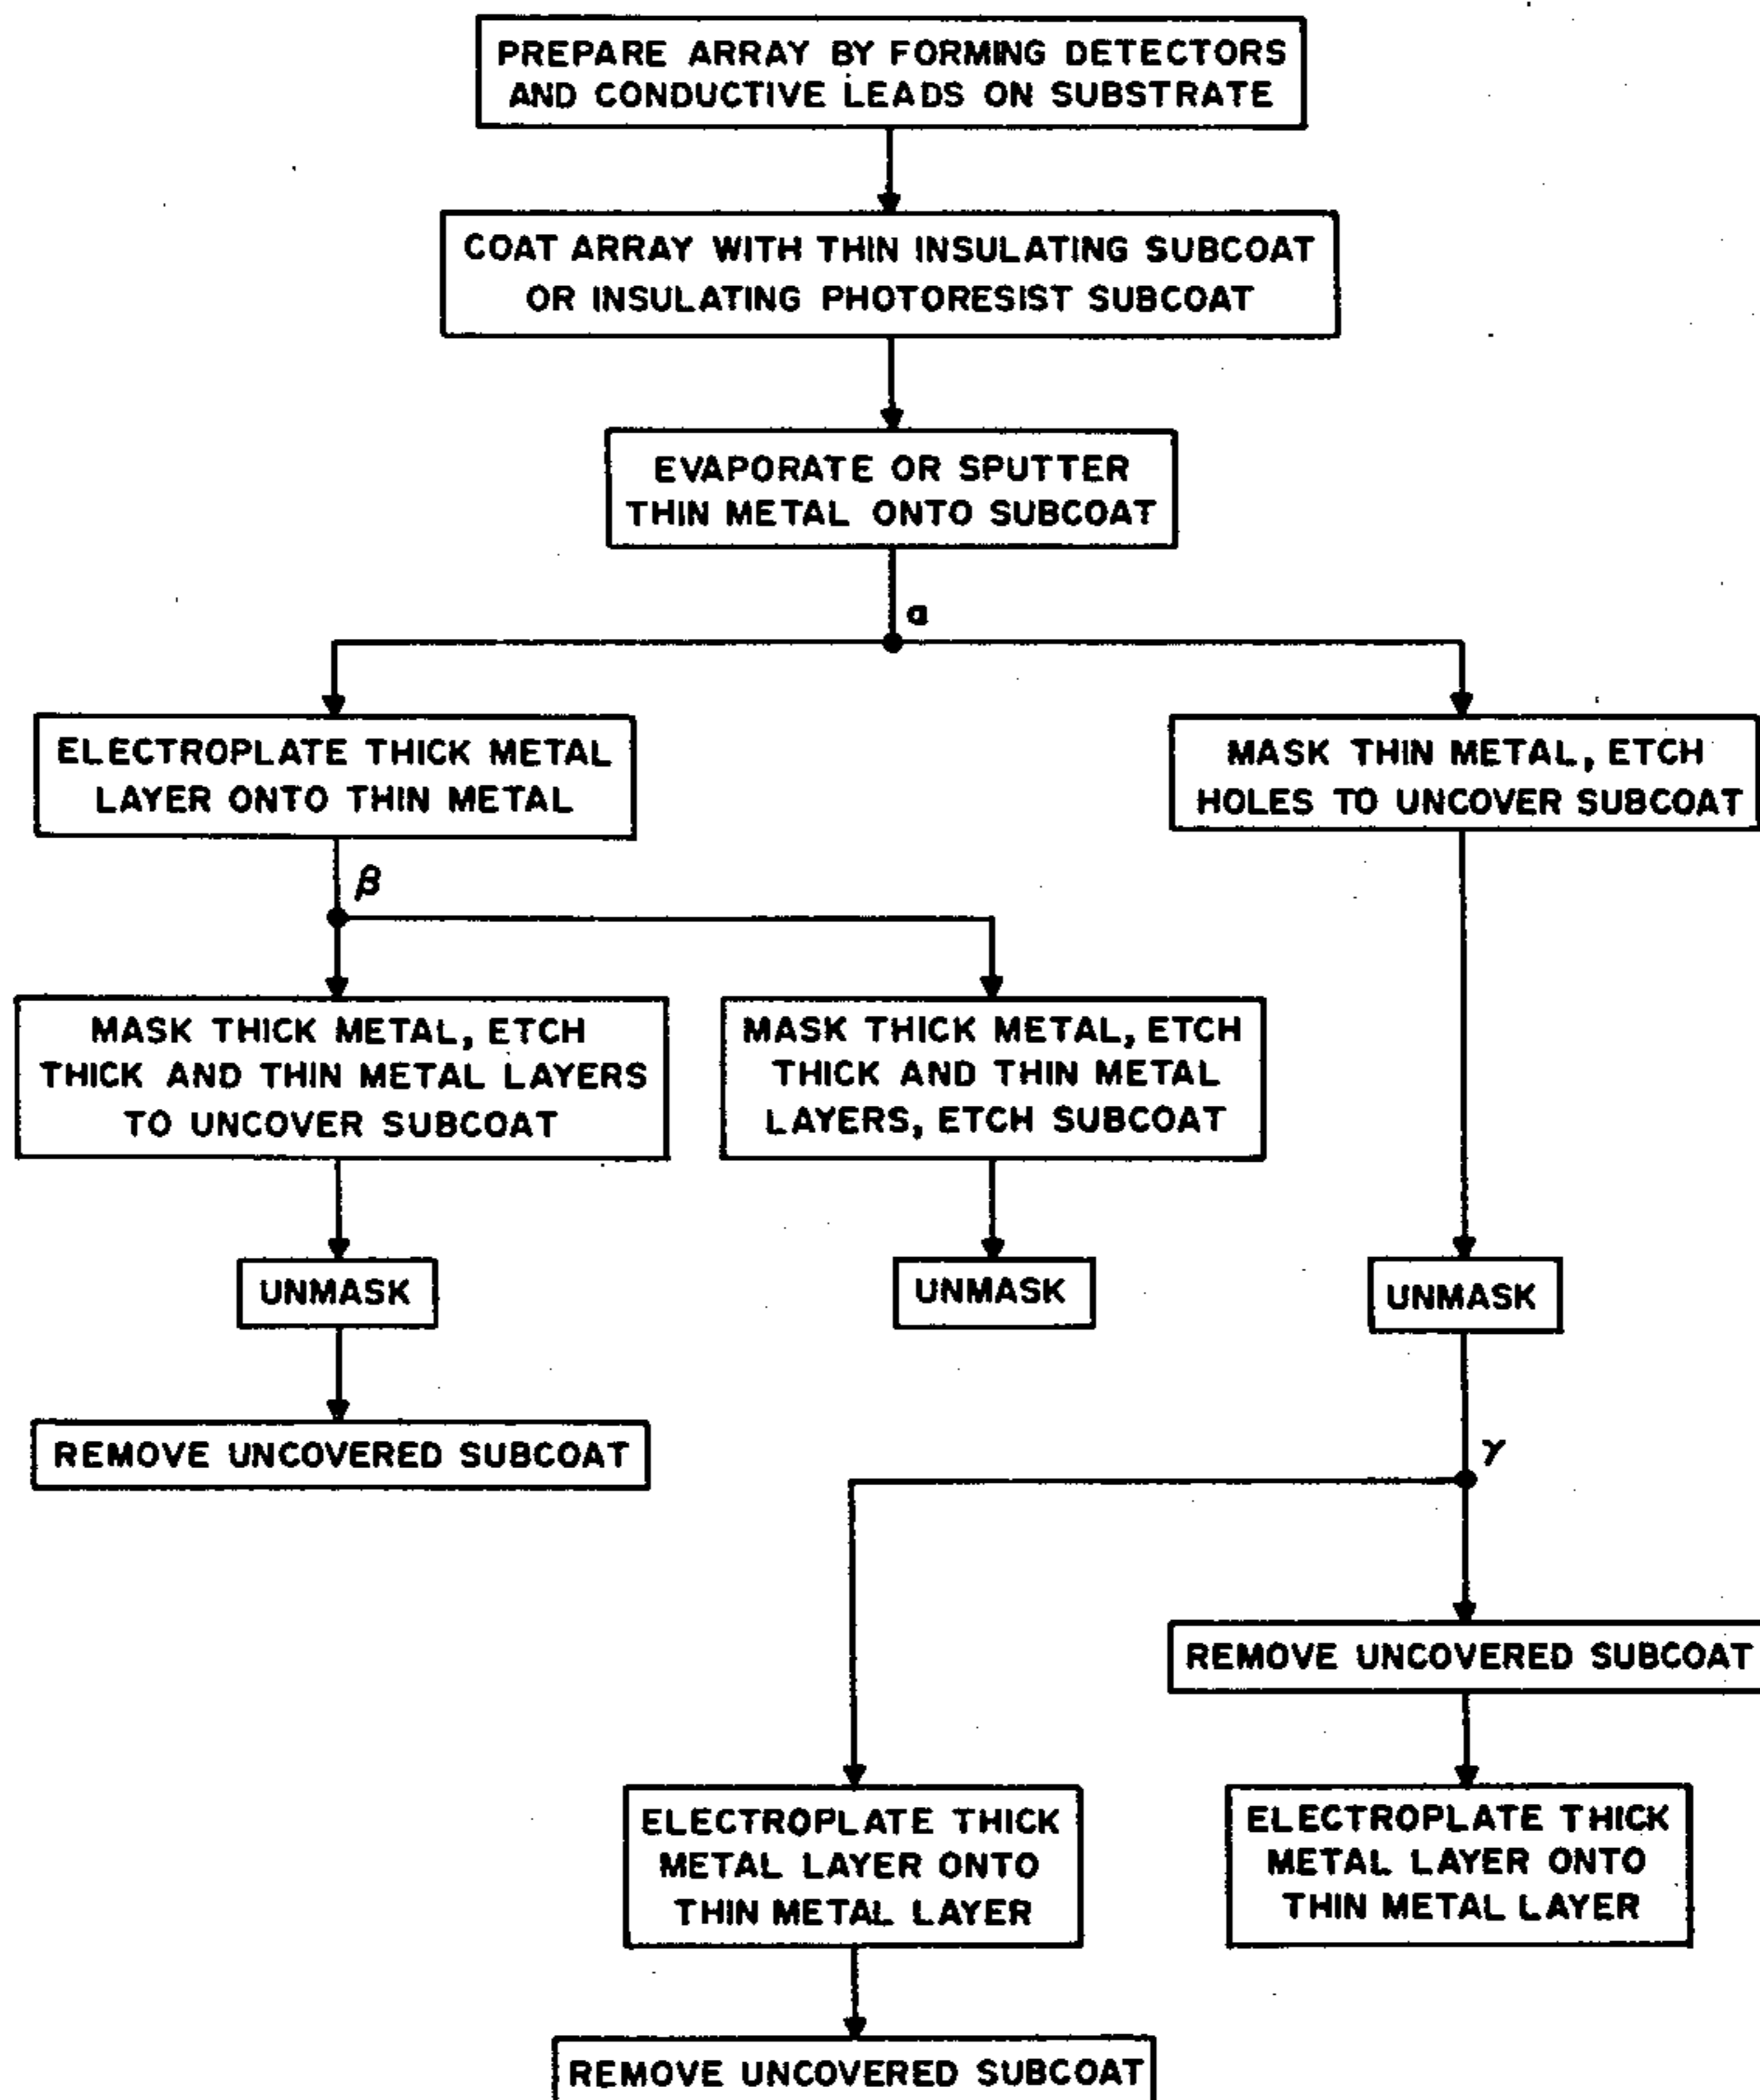 PREPARE ARRAY BY FORMING DETECTORS
AND CONDUCTIVE LEADS ON SUBSTRATE
COAT ARRAY WITH THIN INSULATING SUBCOAT
OR INSULATING PHOTORESIST SUBCOAT
EVAPORATE OR SPUTTER
THIN METAL ONTO SUBCOAT
α
ELECTROPLATE THICK METAL
LAYER ONTO THIN METAL
MASK THIN METAL, ETCH
HOLES TO UNCOVER SUBCOAT
β
MASK THICK METAL, ETCH
THICK AND THIN METAL LAYERS
TO UNCOVER SUBCOAT
MASK THICK METAL, ETCH
THICK AND THIN METAL
LAYERS, ETCH SUBCOAT
UNMASK
UNMASK
UNMASK
REMOVE UNCOVERED SUBCOAT
γ
REMOVE UNCOVERED SUBCOAT
ELECTROPLATE THICK
METAL LAYER ONTO
THIN METAL LAYER
ELECTROPLATE THICK
METAL LAYER ONTO
THIN METAL LAYER
REMOVE UNCOVERED SUBCOAT